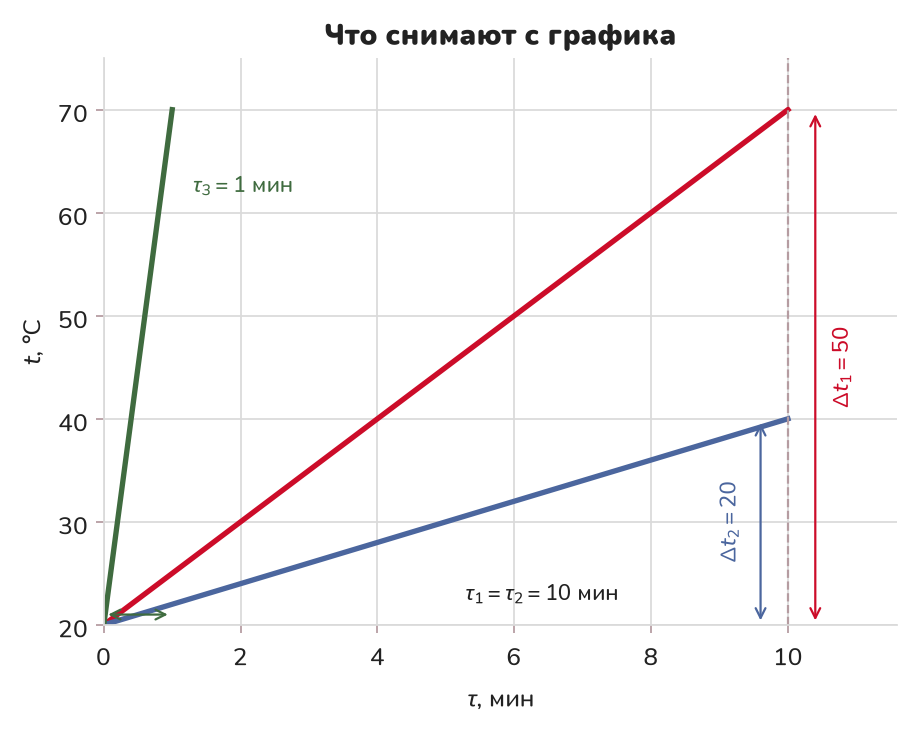 Что снимают с графика
t, °C
70
60
50
40
30
20
τ₃ = 1 мин
Δt₁ = 50
Δt₂ = 20
τ₁ = τ₂ = 10 мин
0 2 4 6 8 10
τ, мин